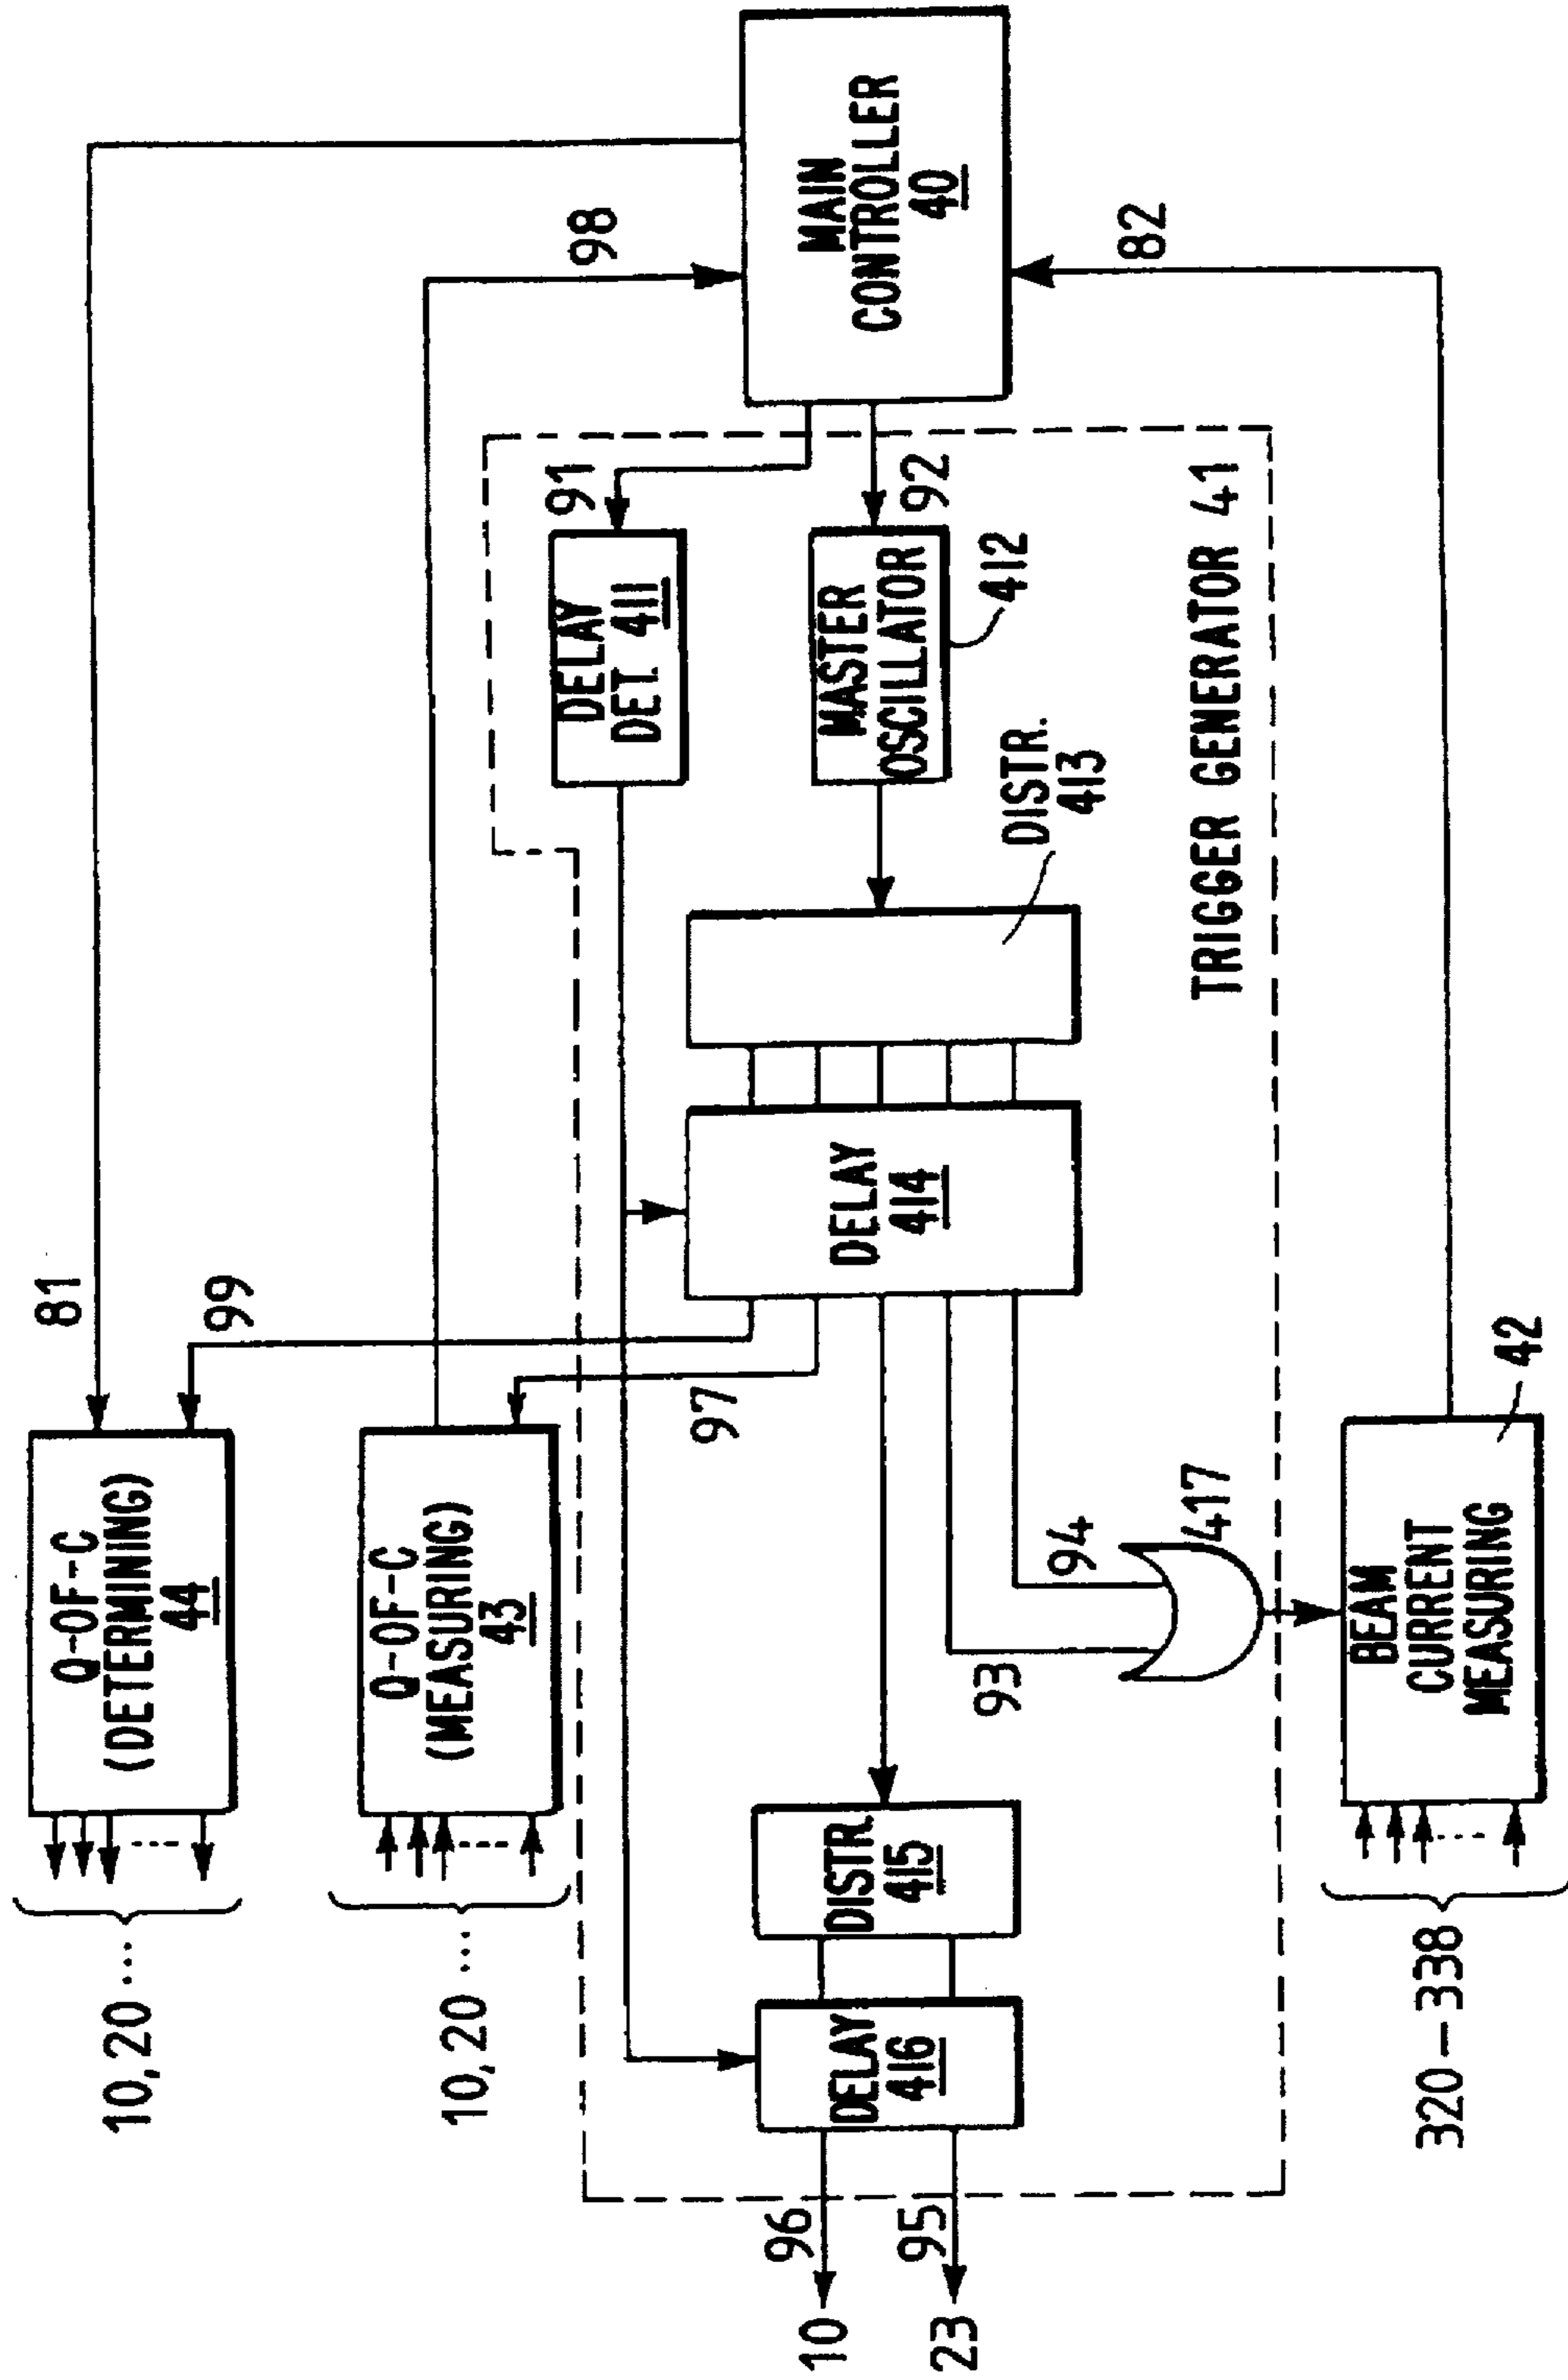 10, 20 ...
Q-OF-C
(DETERMINING)
44
81
99
10, 20 ...
Q-OF-C
(MEASURING)
43
97
98
91
DELAY
DET. 411
96
10
95
23
DELAY
416
DISTR.
415
DELAY
414
DISTR.
413
MASTER
OSCILLATOR
412
92
MAIN
CONTROLLER
40
93
94
417
TRIGGER GENERATOR 41
82
320-338
BEAM
CURRENT
MEASURING
42